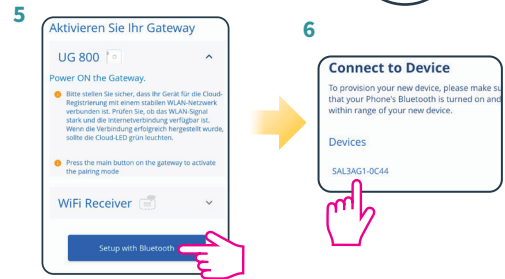 5
Aktivieren Sie Ihr Gateway
UG 800
Power ON the Gateway.
Bitte stellen Sie sicher, dass Ihr Gerät für die Cloud-
Registrierung mit einem stabilen WLAN-Netzwerk
verbunden ist. Prüfen Sie, ob das WLAN-Signal
stark und die Internetverbindung verfügbar ist.
Wenn die Verbindung erfolgreich hergestellt wurde,
sollte die Cloud-LED grün leuchten.
Press the main button on the gateway to activate
the pairing mode
WiFi Receiver
Setup with Bluetooth
6
Connect to Device
To provision your new device, please make su
that your Phone's Bluetooth is turned on and
within range of your new device.
Devices
SAL3AG1-0C44